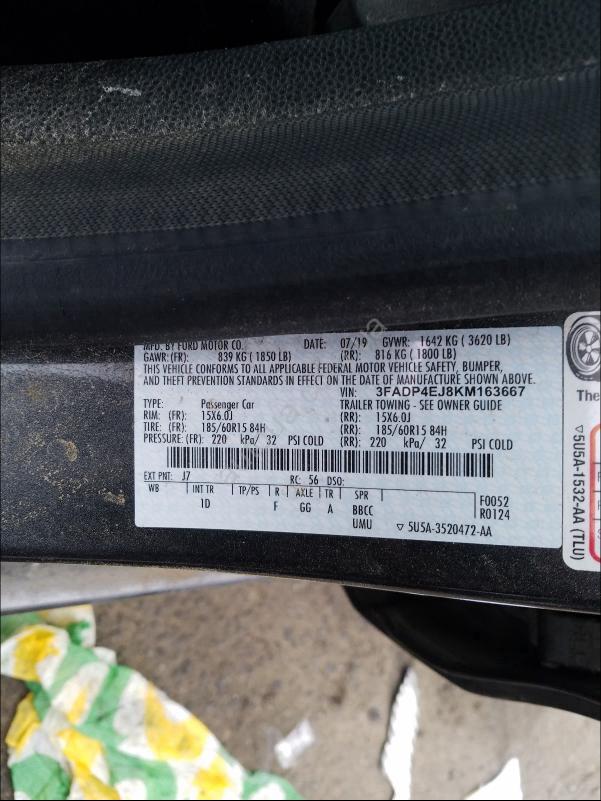 MFD. BY FORD MOTOR CO. DATE: 07/19 GVWR: 1642 KG ( 3620 LB)
GAWR: (FR): 839 KG ( 1850 LB) (RR): 816 KG ( 1800 LB)
THIS VEHICLE CONFORMS TO ALL APPLICABLE FEDERAL MOTOR VEHICLE SAFETY, BUMPER,
AND THEFT PREVENTION STANDARDS IN EFFECT ON THE DATE OF MANUFACTURE SHOWN ABOVE.
VIN: 3FADP4EJ8KM163667
TYPE: Passenger Car TRAILER TOWING - SEE OWNER GUIDE
RIM: (FR): 15X6.0J (RR): 15X6.0J
TIRE: (FR): 185/60R15 84H (RR): 185/60R15 84H
PRESSURE: (FR): 220 kPa/ 32 PSI COLD (RR): 220 kPa/ 32 PSI COLD
EXT PNT: J7 RC: 56 DSO:
WB INT TR TP/PS R AXLE TR SPR F0052
1D F GG A BBCC R0124
UMU ▽ 5U5A-3520472-AA
The
▽ 5U5A-1532-AA (TLU)